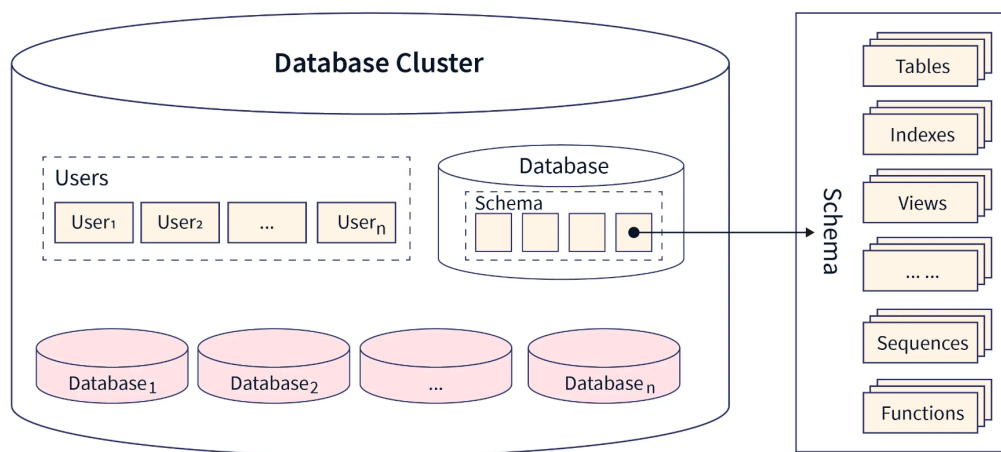 Database Cluster
Users
User₁ User₂ ... Userₙ
Database
Schema
Database₁ Database₂ ... Databaseₙ
Schema
Tables
Indexes
Views
... ...
Sequences
Functions